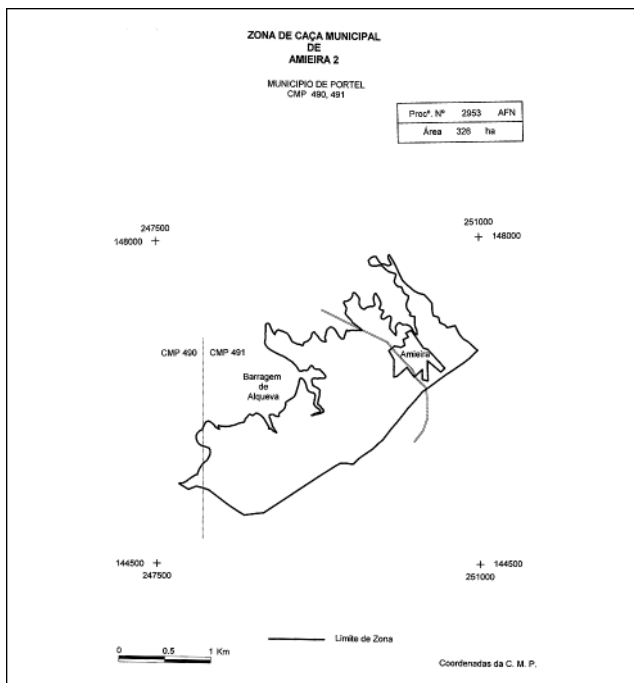 ZONA DE CAÇA MUNICIPAL
DE
AMIEIRA 2
MUNICIPIO DE PORTEL
CMP 490, 491
Procº. Nº 2953 AFN
Área 326 ha
247500
148000
251000
148000
CMP 490 CMP 491
Amieira
Barragem
de
Alqueva
144500
247500
144500
251000
0 0.5 1 Km
Limite de Zona
Coordenadas da C. M. P.